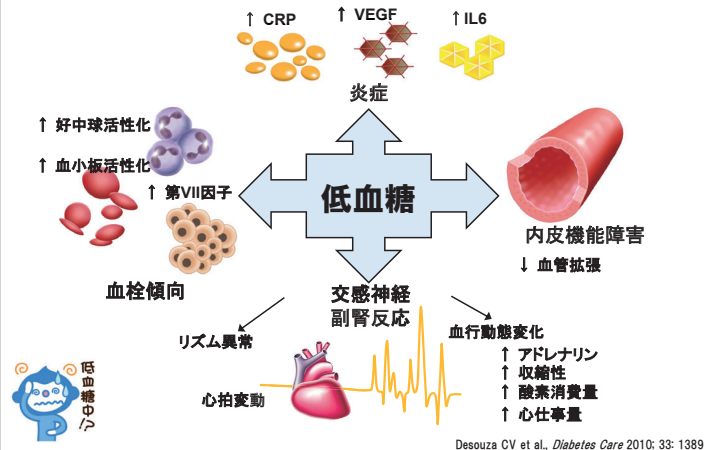 ↑ CRP
↑ VEGF
↑ IL6
炎症
↑ 好中球活性化
↑ 血小板活性化
↑ 第VII因子
血栓傾向
低血糖
内皮機能障害
↓ 血管拡張
交感神経
副腎反応
リズム異常
心拍変動
血行動態変化
↑ アドレナリン
↑ 収縮性
↑ 酸素消費量
↑ 心仕事量
低血糖中!?
Desouza CV et al., Diabetes Care 2010; 33: 1389